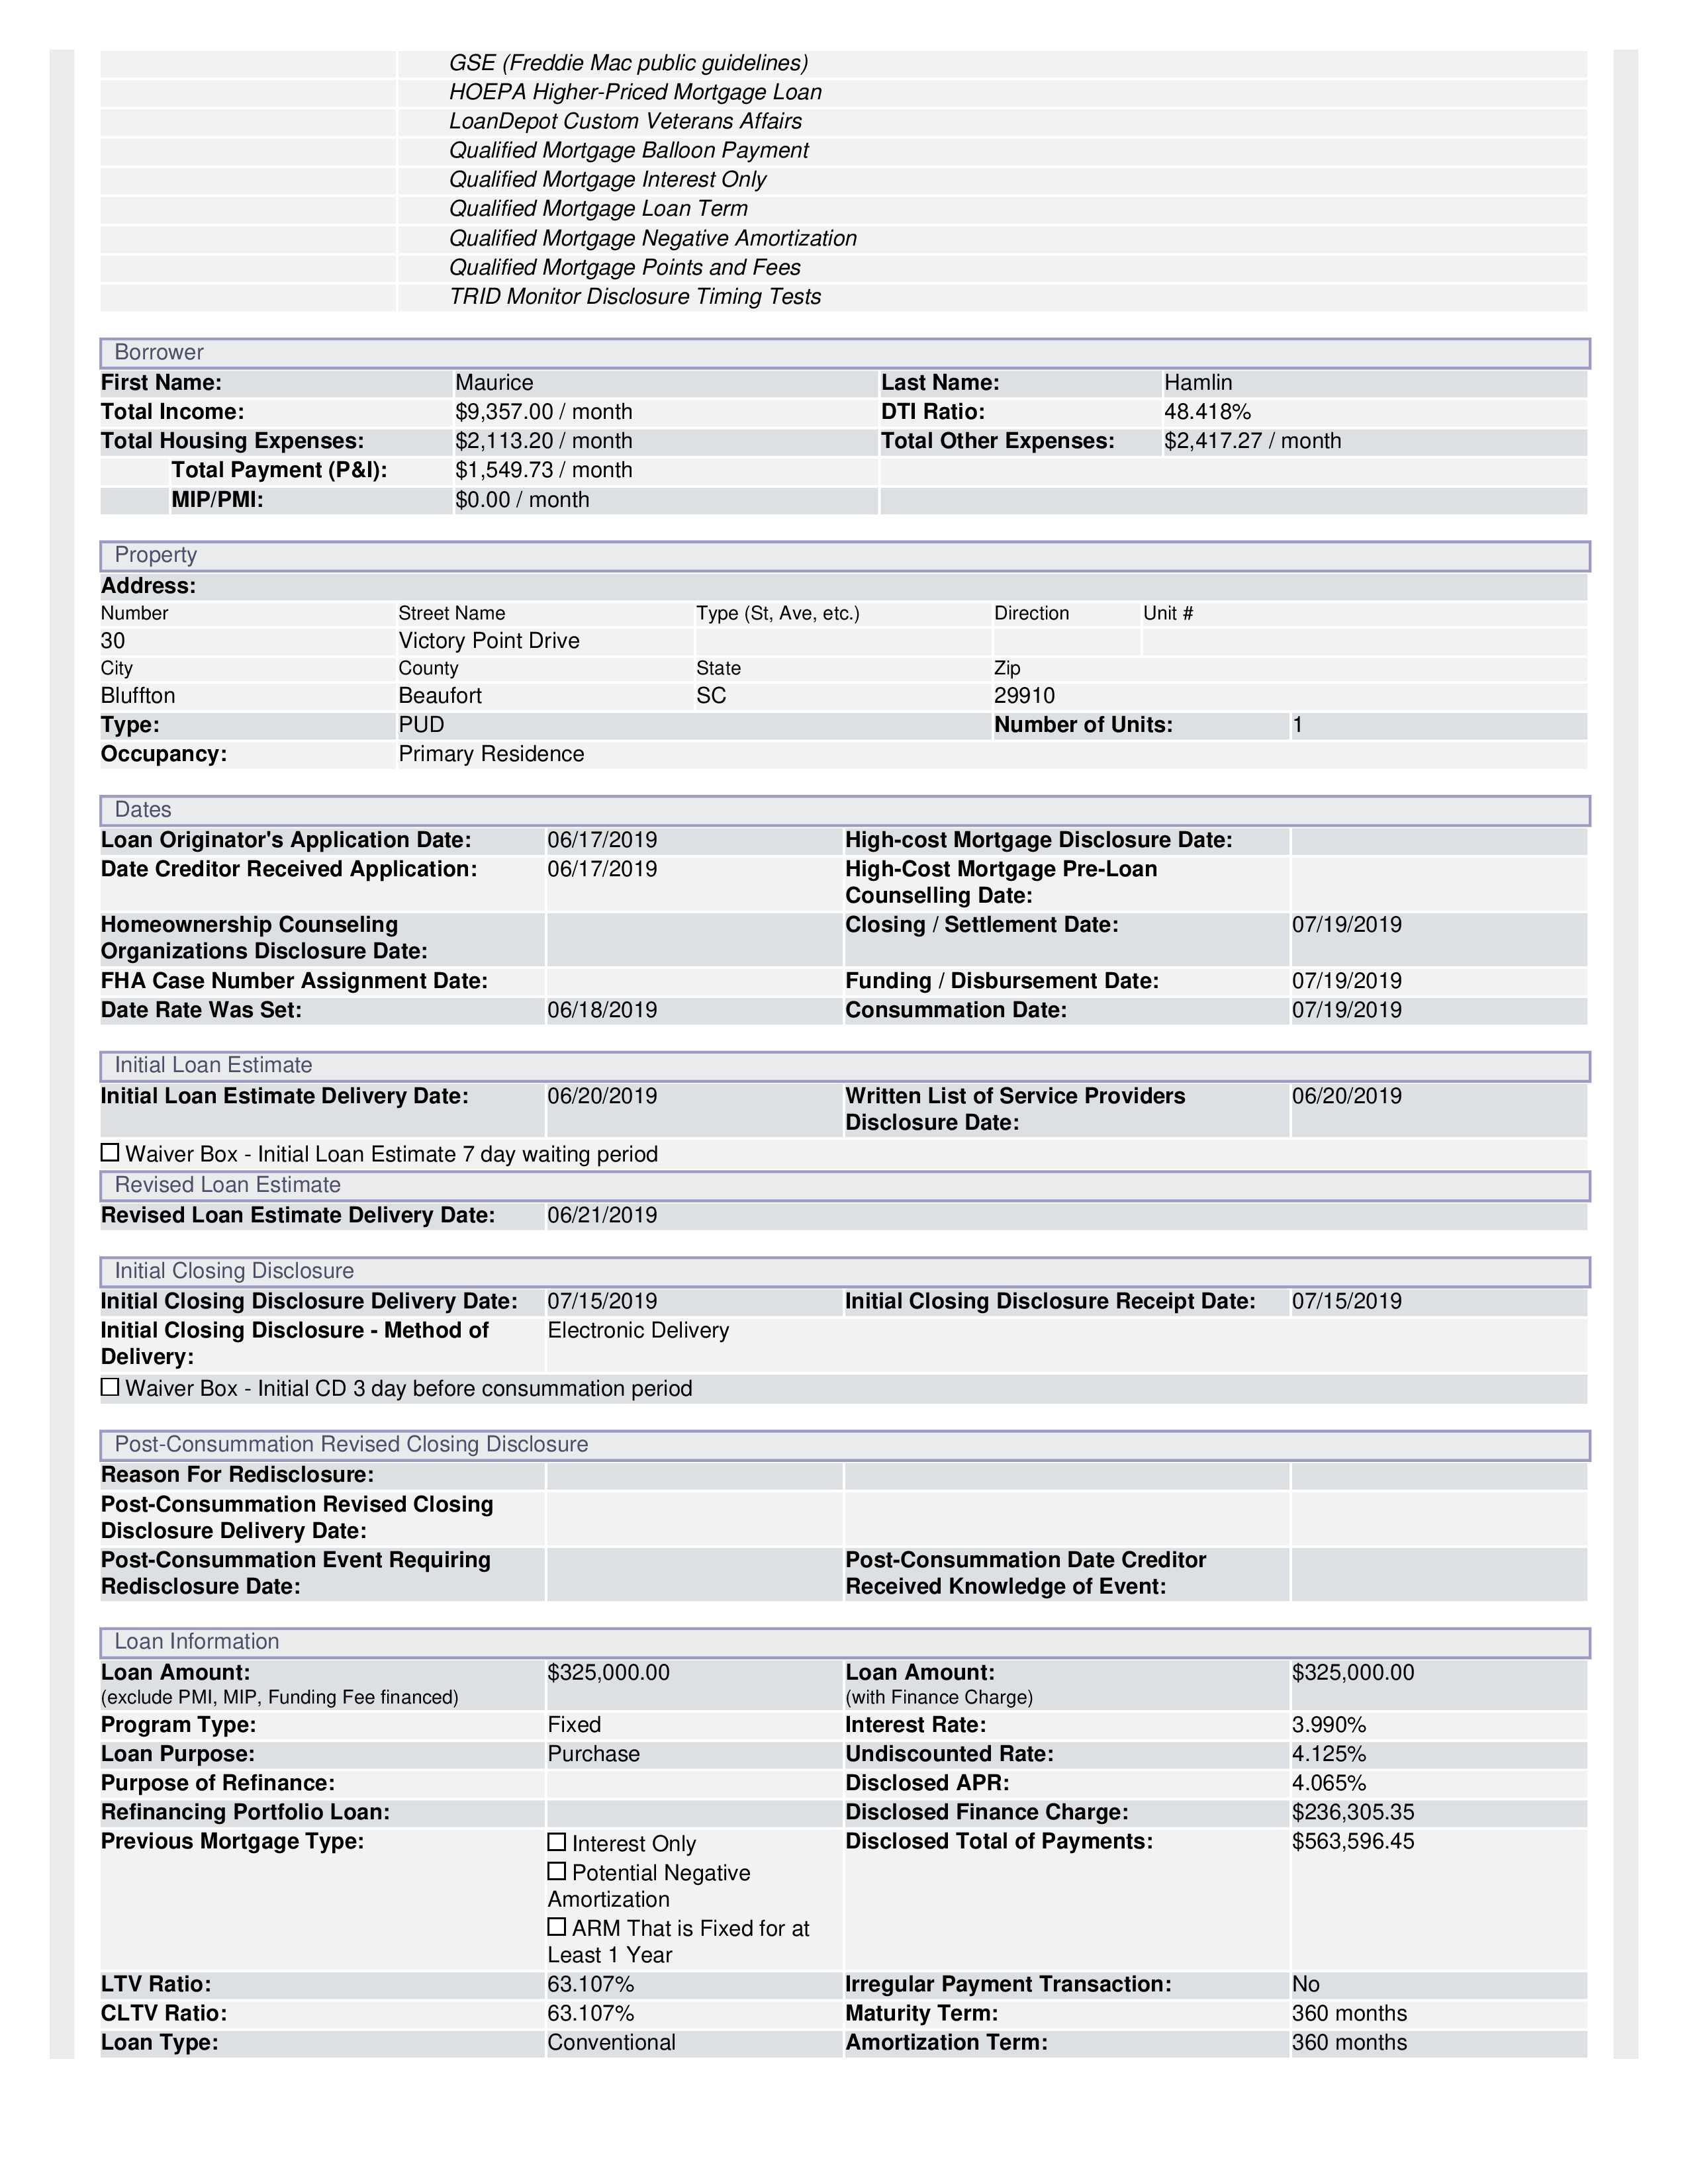 GSE (Freddie Mac public guidelines)
HOEPA Higher-Priced Mortgage Loan
LoanDepot Custom Veterans Affairs
Qualified Mortgage Balloon Payment
Qualified Mortgage Interest Only
Qualified Mortgage Loan Term
Qualified Mortgage Negative Amortization
Qualified Mortgage Points and Fees
TRID Monitor Disclosure Timing Tests
Borrower
First Name: Maurice Last Name: Hamlin
Total Income: $9,357.00 / month DTI Ratio: 48.418%
Total Housing Expenses: $2,113.20 / month Total Other Expenses: $2,417.27 / month
Total Payment (P&I): $1,549.73 / month
MIP/PMI: $0.00 / month
Property
Address:
Number Street Name Type (St, Ave, etc.) Direction Unit #
30 Victory Point Drive
City County State Zip
Bluffton Beaufort SC 29910
Type: PUD Number of Units: 1
Occupancy: Primary Residence
Dates
Loan Originator's Application Date: 06/17/2019 High-cost Mortgage Disclosure Date:
Date Creditor Received Application: 06/17/2019 High-Cost Mortgage Pre-Loan
Counselling Date:
Homeownership Counseling Closing / Settlement Date: 07/19/2019
Organizations Disclosure Date:
FHA Case Number Assignment Date: Funding / Disbursement Date: 07/19/2019
Date Rate Was Set: 06/18/2019 Consummation Date: 07/19/2019
Initial Loan Estimate
Initial Loan Estimate Delivery Date: 06/20/2019 Written List of Service Providers 06/20/2019
Disclosure Date:
Waiver Box - Initial Loan Estimate 7 day waiting period
Revised Loan Estimate
Revised Loan Estimate Delivery Date: 06/21/2019
Initial Closing Disclosure
Initial Closing Disclosure Delivery Date: 07/15/2019 Initial Closing Disclosure Receipt Date: 07/15/2019
Initial Closing Disclosure - Method of Electronic Delivery
Delivery:
Waiver Box - Initial CD 3 day before consummation period
Post-Consummation Revised Closing Disclosure
Reason For Redisclosure:
Post-Consummation Revised Closing
Disclosure Delivery Date:
Post-Consummation Event Requiring Post-Consummation Date Creditor
Redisclosure Date: Received Knowledge of Event:
Loan Information
Loan Amount: $325,000.00 Loan Amount: $325,000.00
(exclude PMI, MIP, Funding Fee financed) (with Finance Charge)
Program Type: Fixed Interest Rate: 3.990%
Loan Purpose: Purchase Undiscounted Rate: 4.125%
Purpose of Refinance: Disclosed APR: 4.065%
Refinancing Portfolio Loan: Disclosed Finance Charge: $236,305.35
Previous Mortgage Type: Interest Only Disclosed Total of Payments: $563,596.45
Potential Negative
Amortization
ARM That is Fixed for at
Least 1 Year
LTV Ratio: 63.107% Irregular Payment Transaction: No
CLTV Ratio: 63.107% Maturity Term: 360 months
Loan Type: Conventional Amortization Term: 360 months